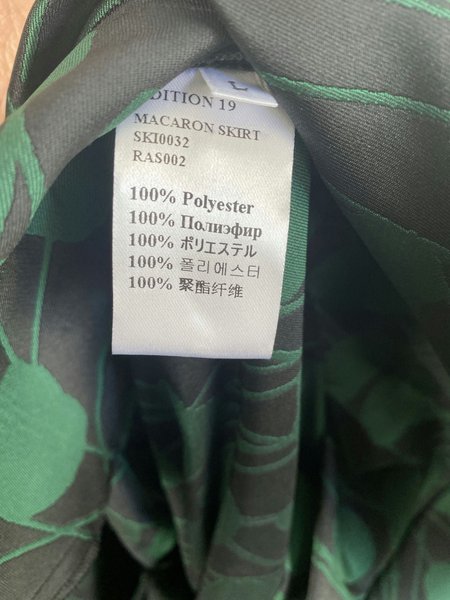 L
DITION 19
MACARON SKIRT
SKI0032
RAS002
100% Polyester
100% Полиэфир
100% ポリエステル
100% 폴리에스터
100% 聚酯纤维